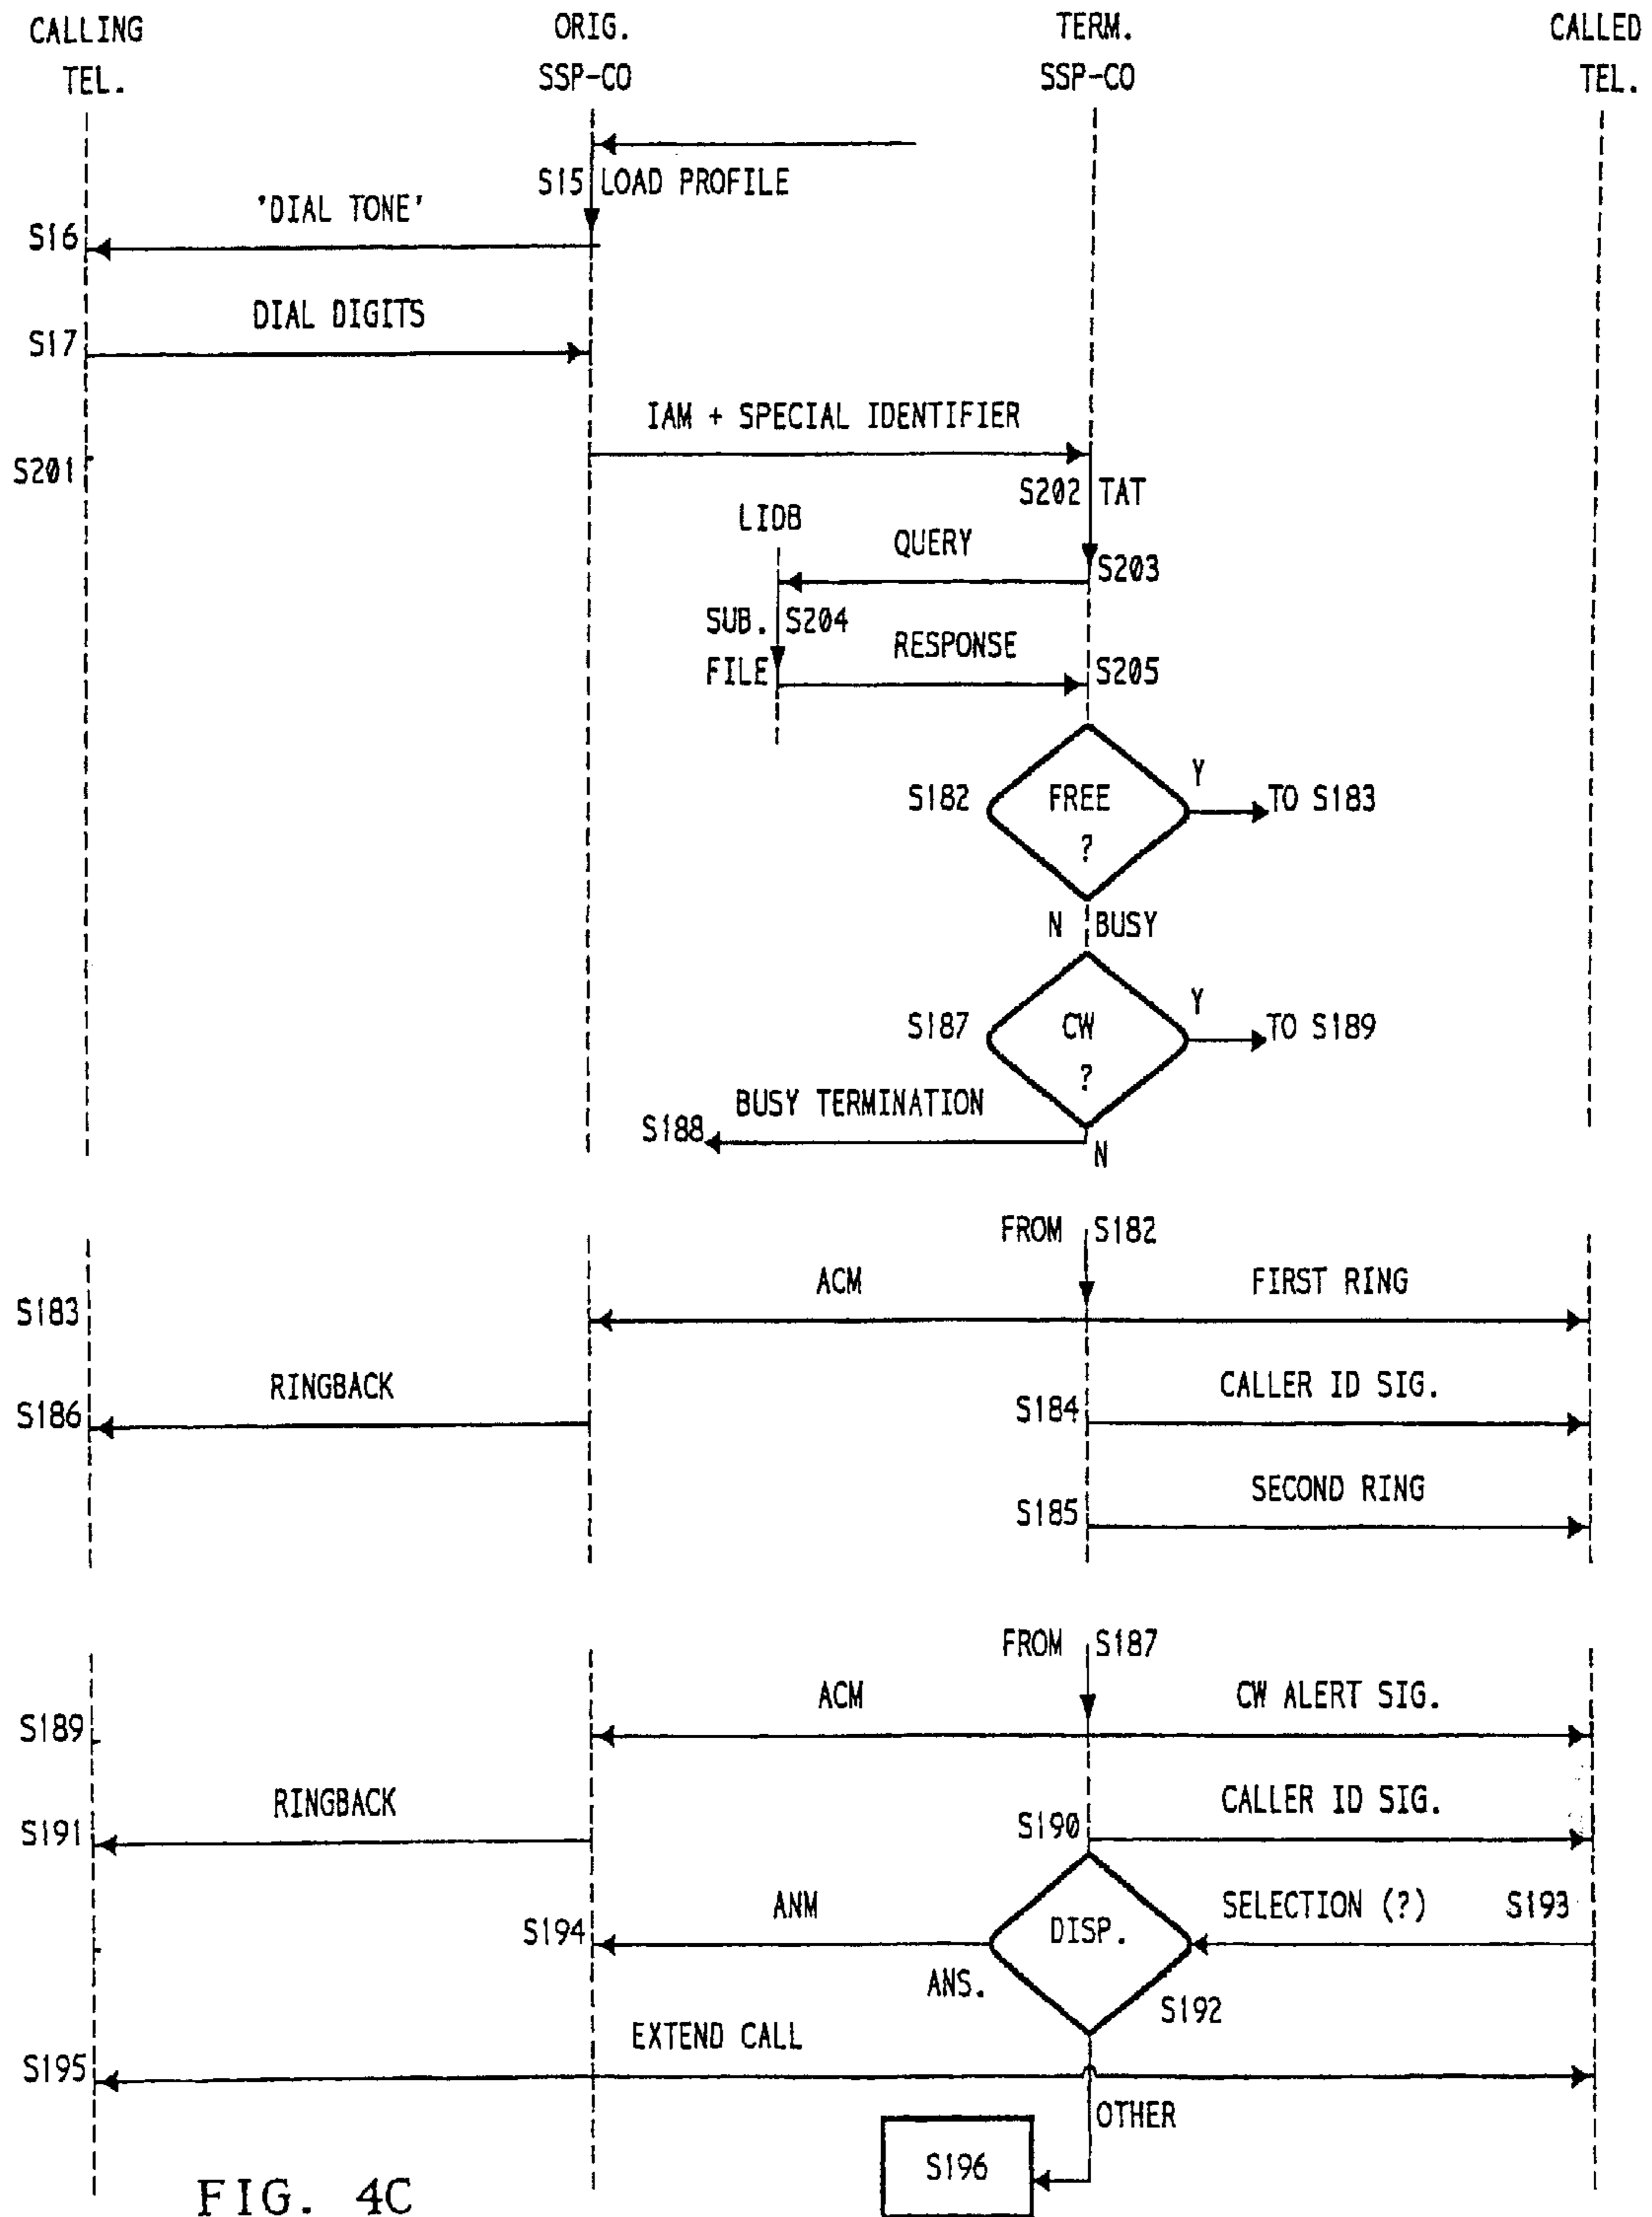 CALLING ORIG. TERM. CALLED
TEL. SSP-CO SSP-CO TEL.
S15 LOAD PROFILE
'DIAL TONE'
S16
DIAL DIGITS
S17
IAM + SPECIAL IDENTIFIER
S201
S202 TAT
LIDB
QUERY
S203
SUB. S204
RESPONSE
FILE S205
Y
S182 FREE TO S183
?
N BUSY
Y
S187 CW TO S189
?
BUSY TERMINATION
S188
N
FROM S182
ACM FIRST RING
S183
RINGBACK CALLER ID SIG.
S186 S184
SECOND RING
S185
FROM S187
ACM CW ALERT SIG.
S189
RINGBACK CALLER ID SIG.
S191 S190
ANM SELECTION (?) S193
S194 DISP.
ANS.
S192
EXTEND CALL
S195
OTHER
S196
FIG. 4C